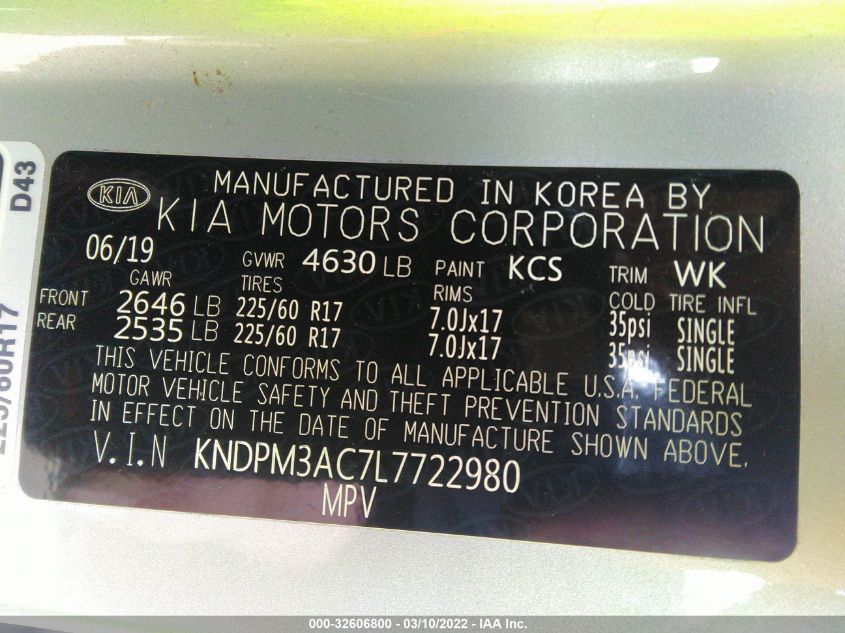 D43
225/60R17
KIA
MANUFACTURED IN KOREA BY
KIA MOTORS CORPORATION
06/19 GVWR 4630 LB PAINT KCS TRIM WK
GAWR TIRES RIMS COLD TIRE INFL
FRONT 2646 LB 225/60 R17 7.0Jx17 35psi SINGLE
REAR 2535 LB 225/60 R17 7.0Jx17 35psi SINGLE
THIS VEHICLE CONFORMS TO ALL APPLICABLE U.S.A. FEDERAL
MOTOR VEHICLE SAFETY AND THEFT PREVENTION STANDARDS
IN EFFECT ON THE DATE OF MANUFACTURE SHOWN ABOVE.
V.I.N KNDPM3AC7L7722980
MPV
000-32606800 - 03/10/2022 - IAA Inc.